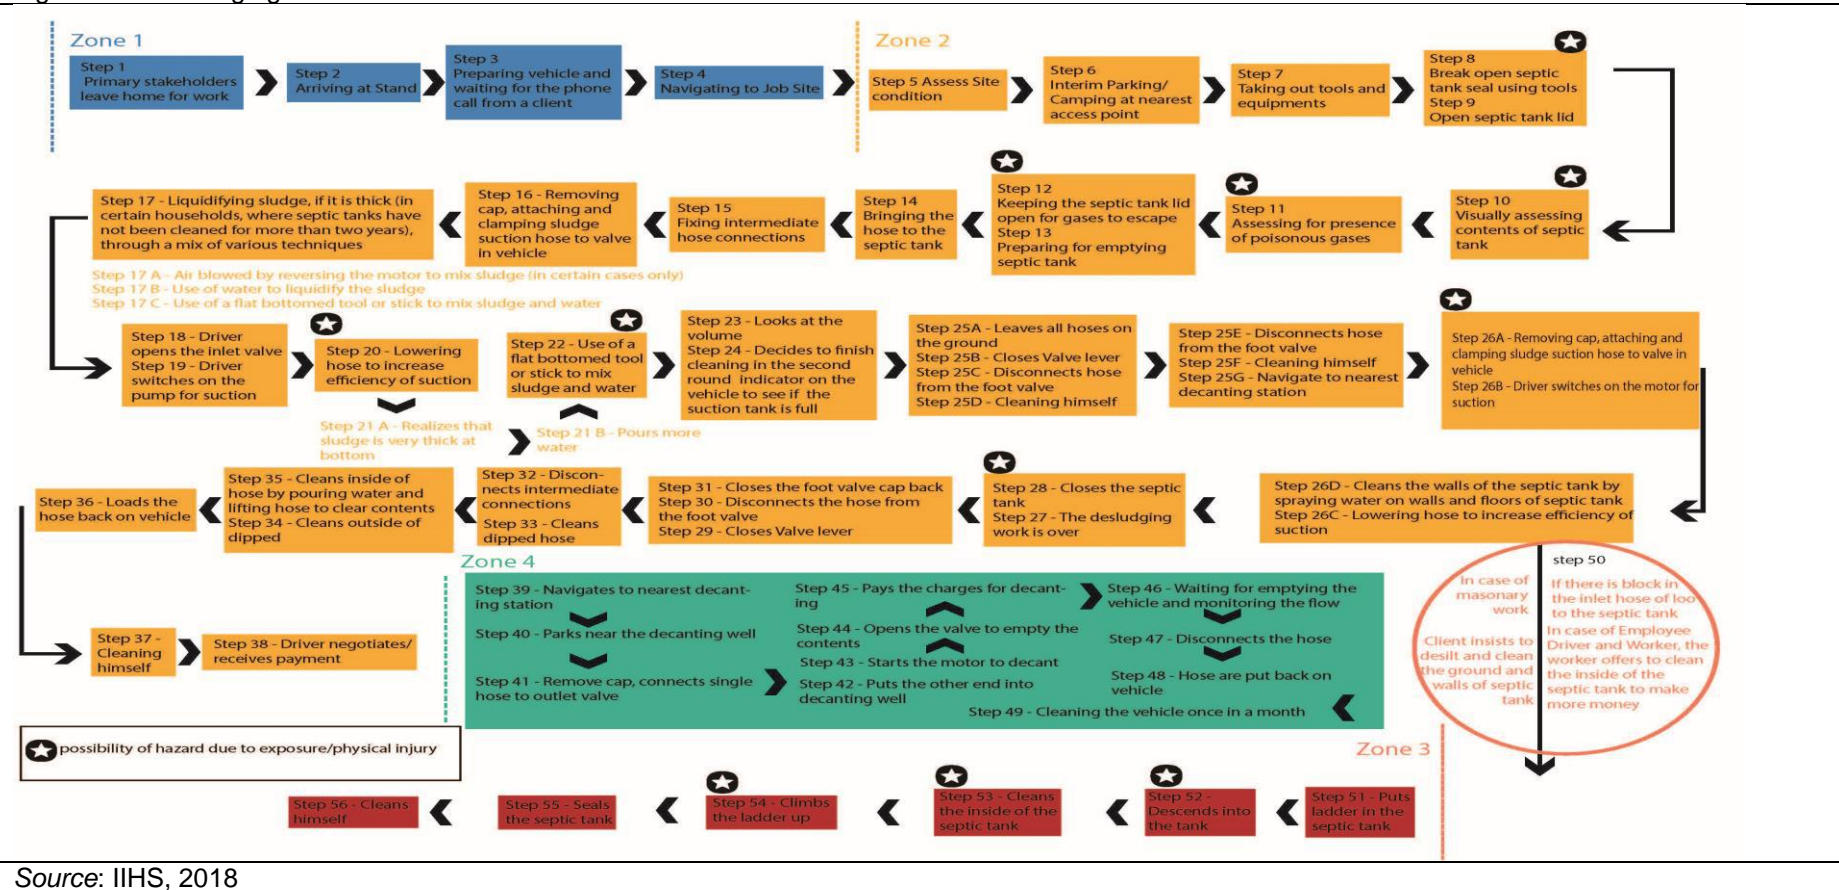 Zone 1
Step 1
Primary stakeholders
leave home for work
Step 2
Arriving at Stand
Step 3
Preparing vehicle and
waiting for the phone
call from a client
Step 4
Navigating to Job Site
Zone 2
Step 5 Assess Site
condition
Step 6
Interim Parking/
Camping at nearest
access point
Step 7
Taking out tools and
equipments
Step 8
Break open septic
tank seal using tools
Step 9
Open septic tank lid
Step 10
Visually assessing
contents of septic
tank
Step 11
Assessing for presence
of poisonous gases
Step 12
Keeping the septic tank lid
open for gases to escape
Step 13
Preparing for emptying
septic tank
Step 14
Bringing the
hose to the
septic tank
Step 15
Fixing intermediate
hose connections
Step 16 - Removing
cap, attaching and
clamping sludge
suction hose to valve
in vehicle
Step 17 - Liquidifying sludge, if it is thick (in
certain households, where septic tanks have
not been cleaned for more than two years),
through a mix of various techniques
Step 17 A - Air blowed by reversing the motor to mix sludge (in certain cases only)
Step 17 B - Use of water to liquidify the sludge
Step 17 C - Use of a flat bottomed tool or stick to mix sludge and water
Step 18 - Driver
opens the inlet valve
Step 19 - Driver
switches on the
pump for suction
Step 20 - Lowering
hose to increase
efficiency of suction
Step 21 A - Realizes that
sludge is very thick at
bottom
Step 21 B - Pours more
water
Step 22 - Use of a
flat bottomed tool
or stick to mix
sludge and water
Step 23 - Looks at the
volume
Step 24 - Decides to finish
cleaning in the second
round indicator on the
vehicle to see if the
suction tank is full
Step 25A - Leaves all hoses on
the ground
Step 25B - Closes Valve lever
Step 25C - Disconnects hose
from the foot valve
Step 25D - Cleaning himself
Step 25E - Disconnects hose
from the foot valve
Step 25F - Cleaning himself
Step 25G - Navigate to nearest
decanting station
Step 26A - Removing cap, attaching and
clamping sludge suction hose to valve in
vehicle
Step 26B - Driver switches on the motor for
suction
Step 26D - Cleans the walls of the septic tank by
spraying water on walls and floors of septic tank
Step 26C - Lowering hose to increase efficiency of
suction
Step 28 - Closes the septic
tank
Step 27 - The desludging
work is over
Step 31 - Closes the foot valve cap back
Step 30 - Disconnects the hose from
the foot valve
Step 29 - Closes Valve lever
Step 32 - Discon-
nects intermediate
connections
Step 33 - Cleans
dipped hose
Step 35 - Cleans inside of
hose by pouring water and
lifting hose to clear contents
Step 34 - Cleans outside of
dipped
Step 36 - Loads the
hose back on vehicle
Step 37 -
Cleaning
himself
Step 38 - Driver negotiates/
receives payment
Zone 4
Step 39 - Navigates to nearest decant-
ing station
Step 40 - Parks near the decanting well
Step 41 - Remove cap, connects single
hose to outlet valve
Step 45 - Pays the charges for decant-
ing
Step 44 - Opens the valve to empty the
contents
Step 43 - Starts the motor to decant
Step 42 - Puts the other end into
decanting well
Step 46 - Waiting for emptying the
vehicle and monitoring the flow
Step 47 - Disconnects the hose
Step 48 - Hose are put back on
vehicle
Step 49 - Cleaning the vehicle once in a month
step 50
In case of
masonary
work
Client insists to
desilt and clean
the ground and
walls of septic
tank
If there is block in
the inlet hose of loo
to the septic tank
In case of Employee
Driver and Worker, the
worker offers to clean
the inside of the
septic tank to make
more money
Zone 3
possibility of hazard due to exposure/physical injury
Step 56 - Cleans
himself
Step 55 - Seals
the septic tank
Step 54 - Climbs
the ladder up
Step 53 - Cleans
the inside of the
septic tank
Step 52 -
Descends into
the tank
Step 51 - Puts
ladder in the
septic tank
Source: IIHS, 2018